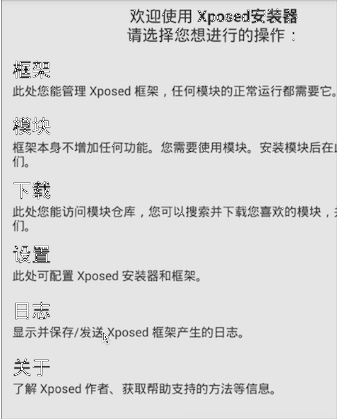 欢迎使用 Xposed安装器
请选择您想进行的操作：
框架
此处您能管理 Xposed 框架，任何模块的正常运行都需要它。
模块
框架本身不增加任何功能。您需要使用模块。安装模块后在此
们。
下载
此处您能访问模块仓库，您可以搜索并下载您喜欢的模块，并
们。
设置
此处可配置 Xposed 安装器和框架。
日志
显示并保存/发送 Xposed 框架产生的日志。
关于
了解 Xposed 作者、获取帮助支持的方法等信息。